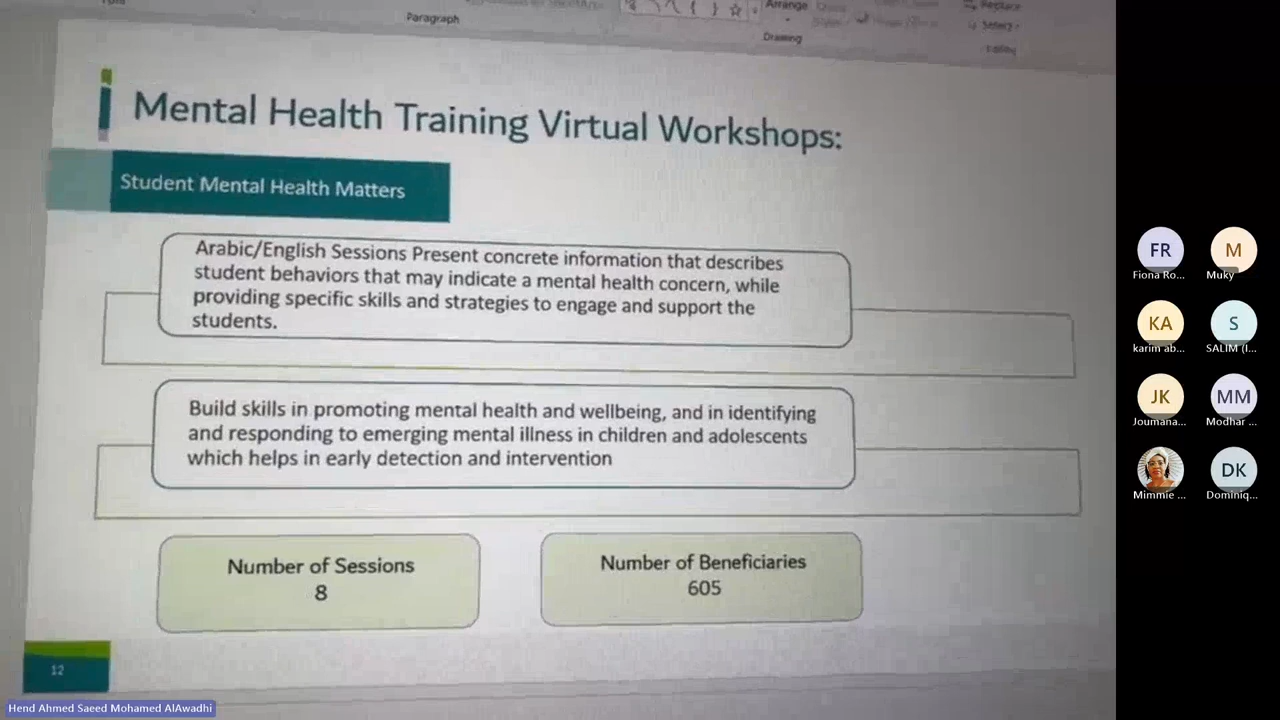 Paragraph
Arrange
Drawing
Replace
Select
Editing
Mental Health Training Virtual Workshops:
Student Mental Health Matters
Arabic/English Sessions Present concrete information that describes
student behaviors that may indicate a mental health concern, while
providing specific skills and strategies to engage and support the
students.
Build skills in promoting mental health and wellbeing, and in identifying
and responding to emerging mental illness in children and adolescents
which helps in early detection and intervention
Number of Sessions
8
Number of Beneficiaries
605
12
FR
Fiona Ro...
M
Muky
KA
karim ab...
S
SALIM (I...
JK
Joumana...
MM
Modhar ...
Mimmie ...
DK
Dominiq...
Hend Ahmed Saeed Mohamed AlAwadhi